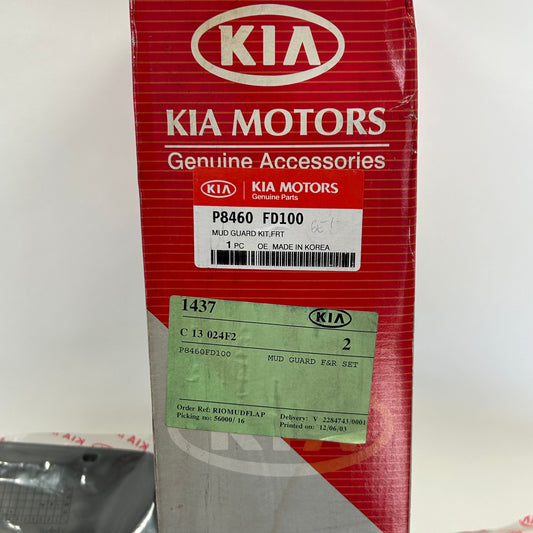 KIA
KIA MOTORS
Genuine Accessories
KIA KIA MOTORS
Genuine Parts
P8460 FD100
MUD GUARD KIT,FRT
1 PC OE MADE IN KOREA
1437 KIA
C 13 024F2 2
P8460FD100 MUD GUARD F&R SET
Order Ref: RIOMUDFLAP Delivery: V 2284743/0001
Picking no: 56000/ 16 Printed on: 12/06/03
KIA